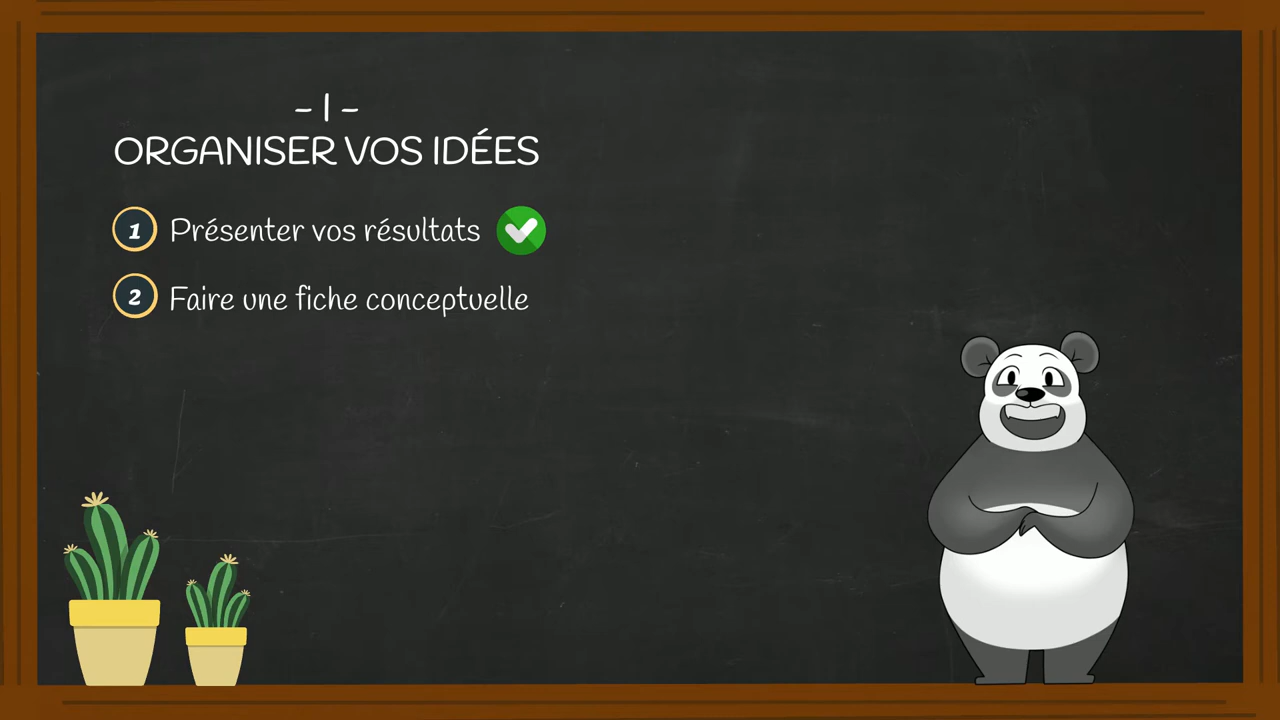 - I -
ORGANISER VOS IDÉES
1 Présenter vos résultats
2 Faire une fiche conceptuelle